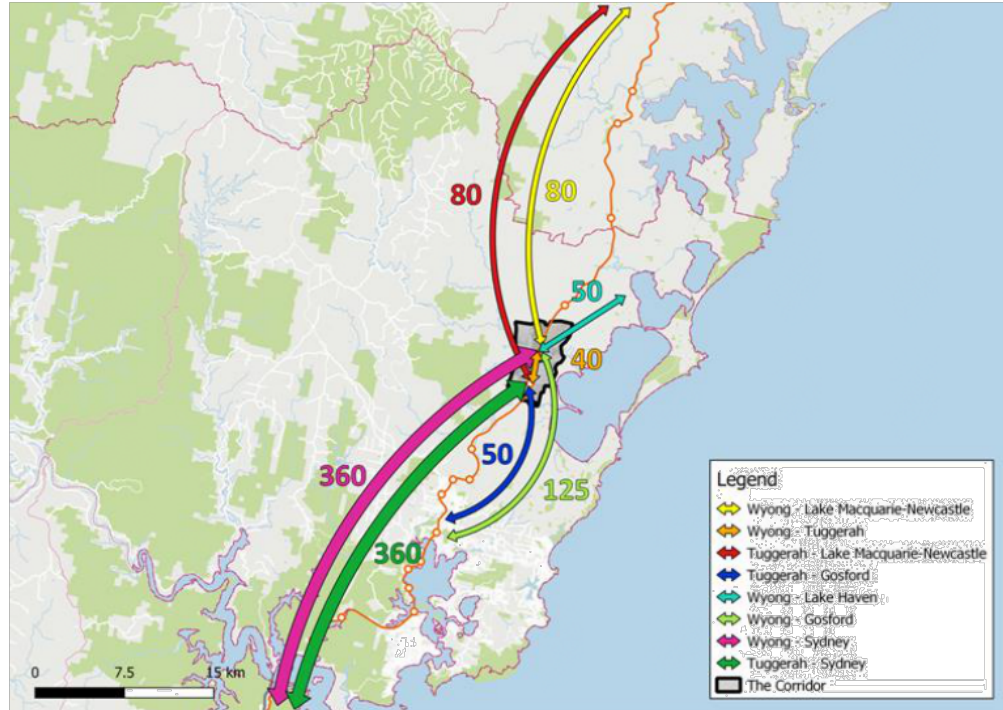 80
80
50
40
360
50
125
360
Legend
Wyong - Lake Macquarie-Newcastle
Wyong - Tuggerah
Tuggerah - Lake Macquarie-Newcastle
Tuggerah - Gosford
Wyong - Lake Haven
Wyong - Gosford
Wyong - Sydney
Tuggerah - Sydney
The Corridor
0 7.5 15 km